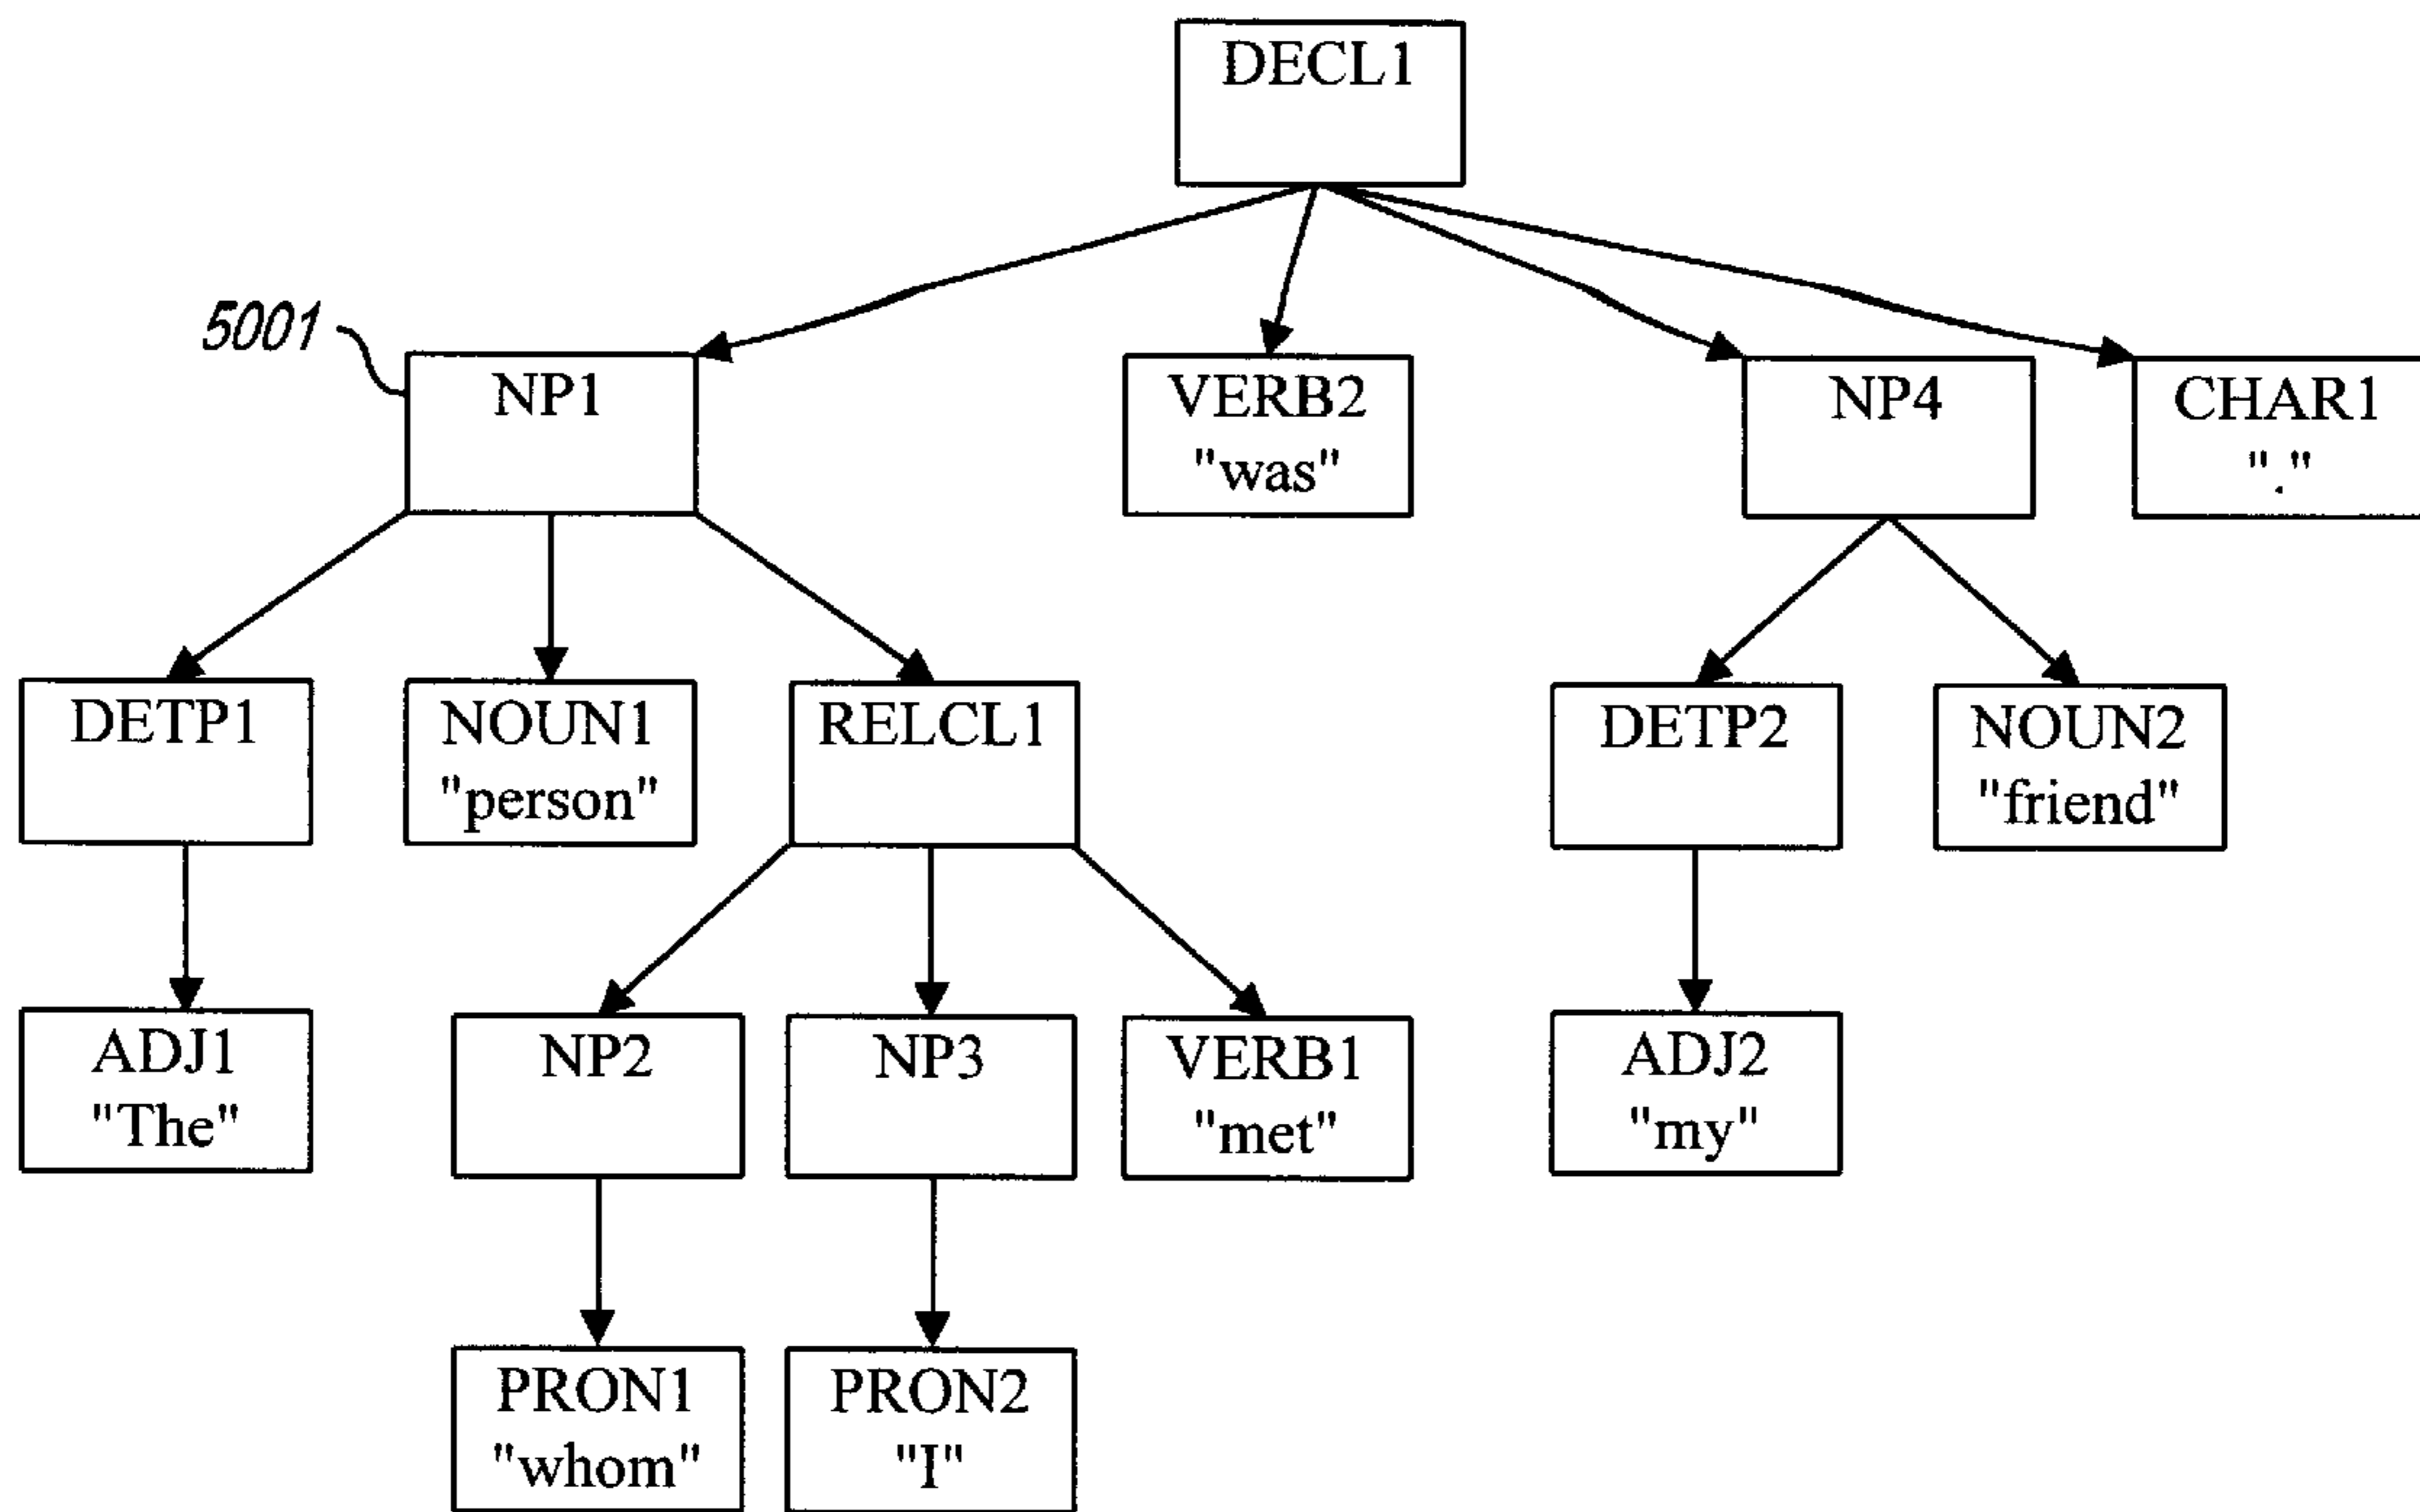 DECL1
5001
NP1
VERB2
"was"
NP4
CHAR1
"."
DETP1
NOUN1
"person"
RELCL1
DETP2
NOUN2
"friend"
ADJ1
"The"
NP2
NP3
VERB1
"met"
ADJ2
"my"
PRON1
"whom"
PRON2
"I"